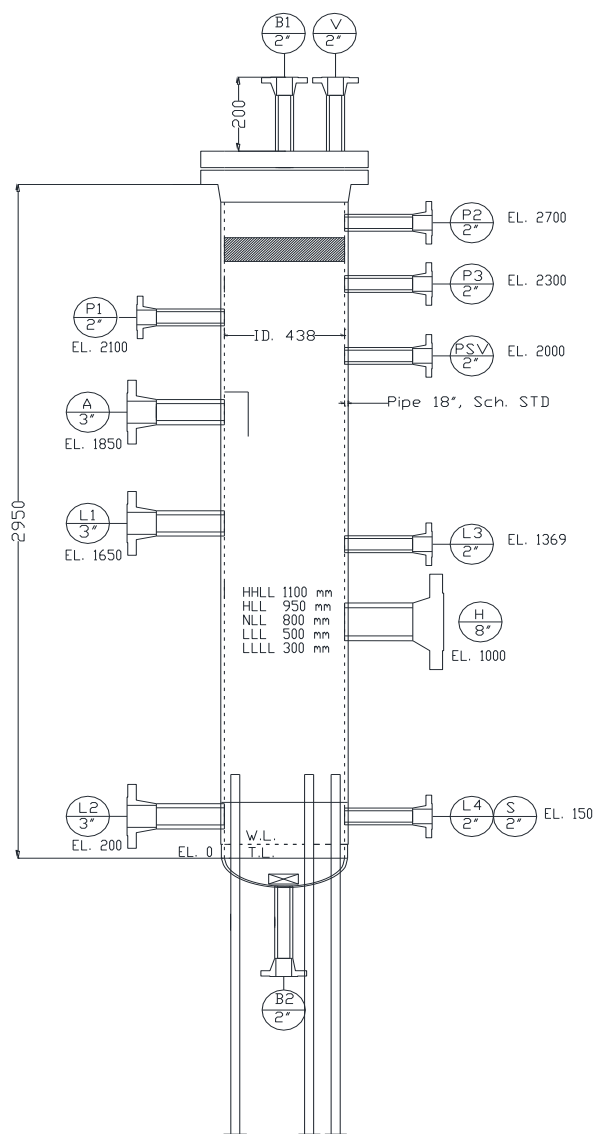 B1 V
2" 2"
200
P2
2"
EL. 2700
P3
2"
EL. 2300
P1
2"
EL. 2100
ID. 438
PSV
2"
EL. 2000
A
3"
EL. 1850
Pipe 18", Sch. STD
2950
L1
3"
EL. 1650
L3
2"
EL. 1369
HHLL 1100 mm
HLL 950 mm
NLL 800 mm
LLL 500 mm
LLLL 300 mm
H
8"
EL. 1000
L2
3"
EL. 200
L4 S
2" 2"
EL. 150
W.L.
EL. 0 T.L.
B2
2"